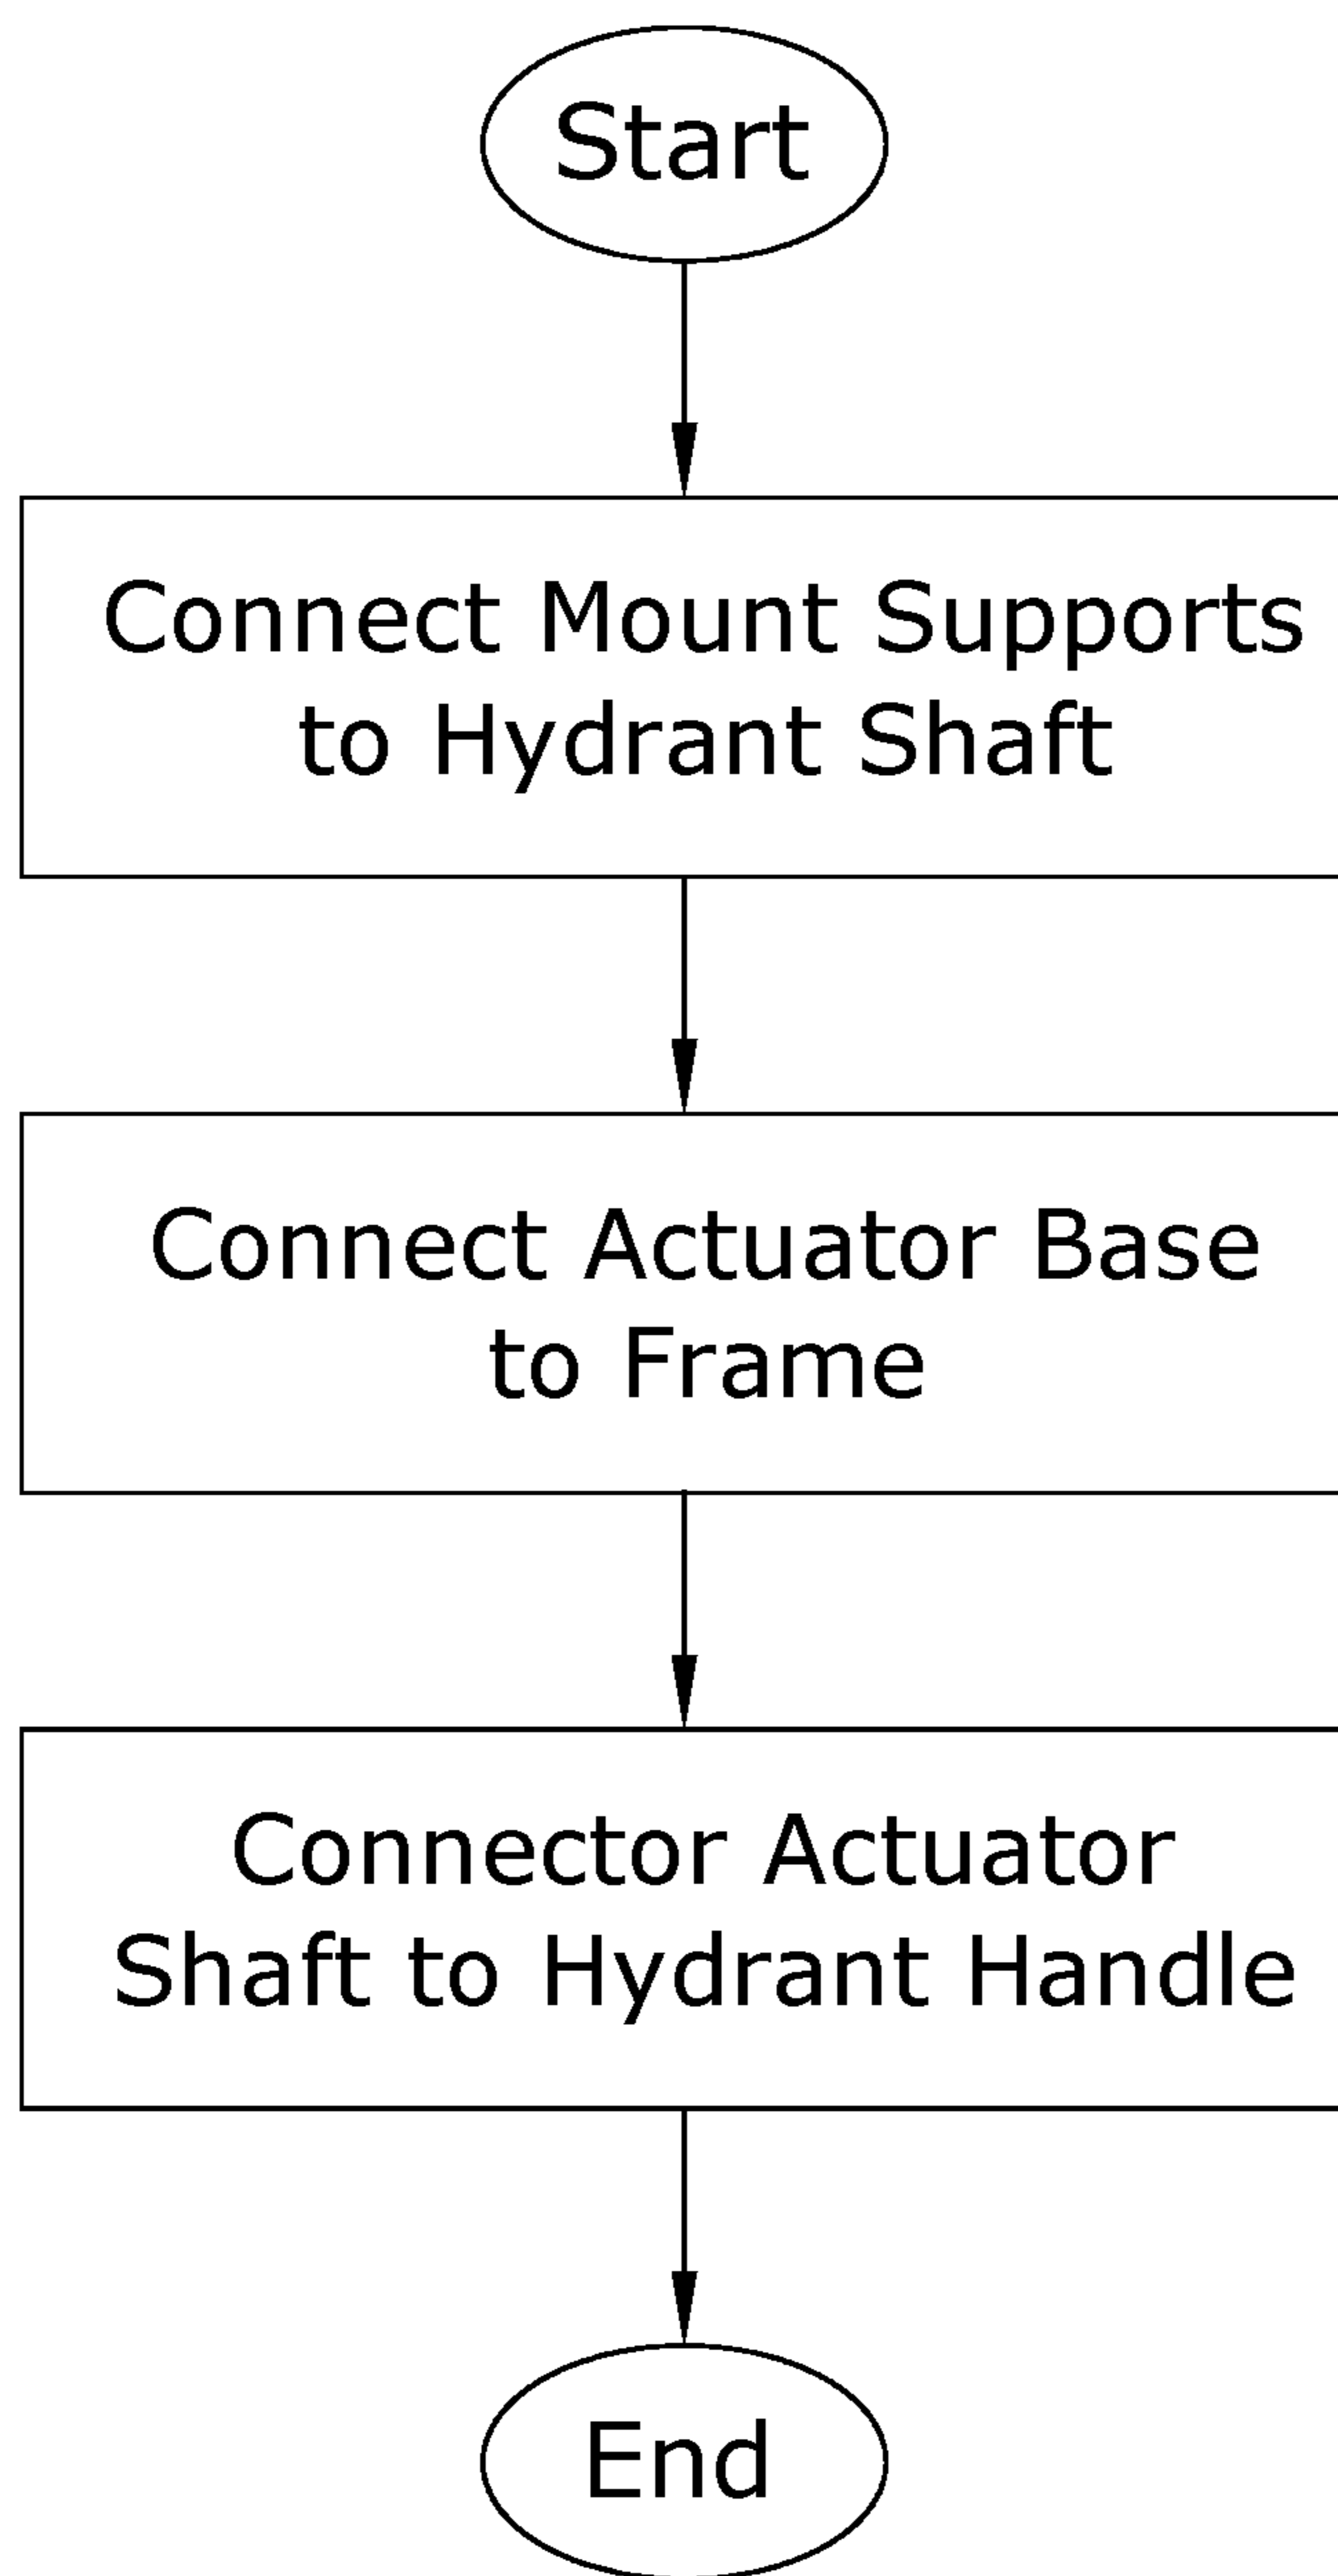 Start
Connect Mount Supports
to Hydrant Shaft
Connect Actuator Base
to Frame
Connector Actuator
Shaft to Hydrant Handle
End